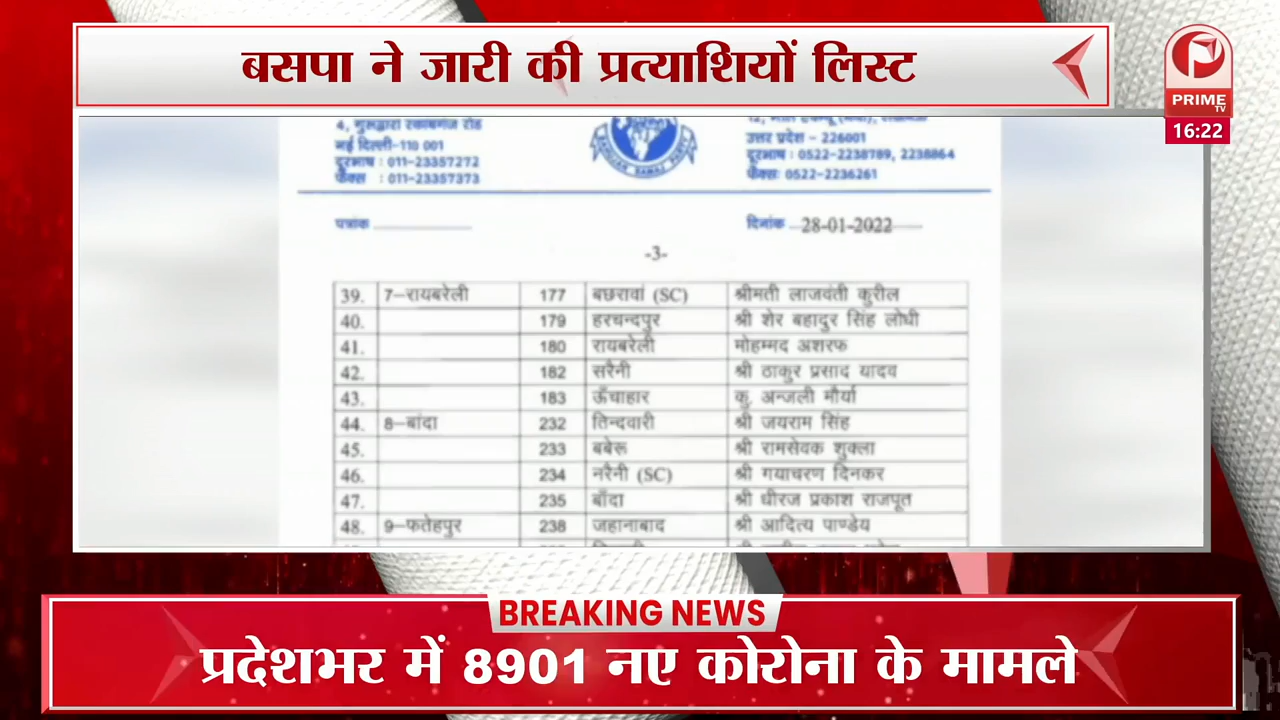 बसपा ने जारी की प्रत्याशियों लिस्ट
PRIME
TV
16:22
4, गुरूद्वारा रकाबगंज रोड
नई दिल्ली-110 001
दूरभाष : 011-23357272
फैक्स : 011-23357373
उत्तर प्रदेश - 226001
दूरभाष : 0522-2238789, 2238864
फैक्सः 0522-2236261
पत्रांक
दिनांक 28-01-2022
-3-
39. 7-रायबरेली 177 बछरावां (SC) श्रीमती लाजवंती कुरील
40. 179 हरचन्दपुर श्री शेर बहादुर सिंह लोधी
41. 180 रायबरेली मोहम्मद अशरफ
42. 182 सरैनी श्री ठाकुर प्रसाद यादव
43. 183 ऊँचाहार कु. अन्जली मौर्या
44. 8-बांदा 232 तिन्दवारी श्री जयराम सिंह
45. 233 बबेरू श्री रामसेवक शुक्ला
46. 234 नरैनी (SC) श्री गयाचरण दिनकर
47. 235 बाँदा श्री धीरज प्रकाश राजपूत
48. 9-फतेहपुर 238 जहानाबाद श्री आदित्य पाण्डेय
BREAKING NEWS
प्रदेशभर में 8901 नए कोरोना के मामले